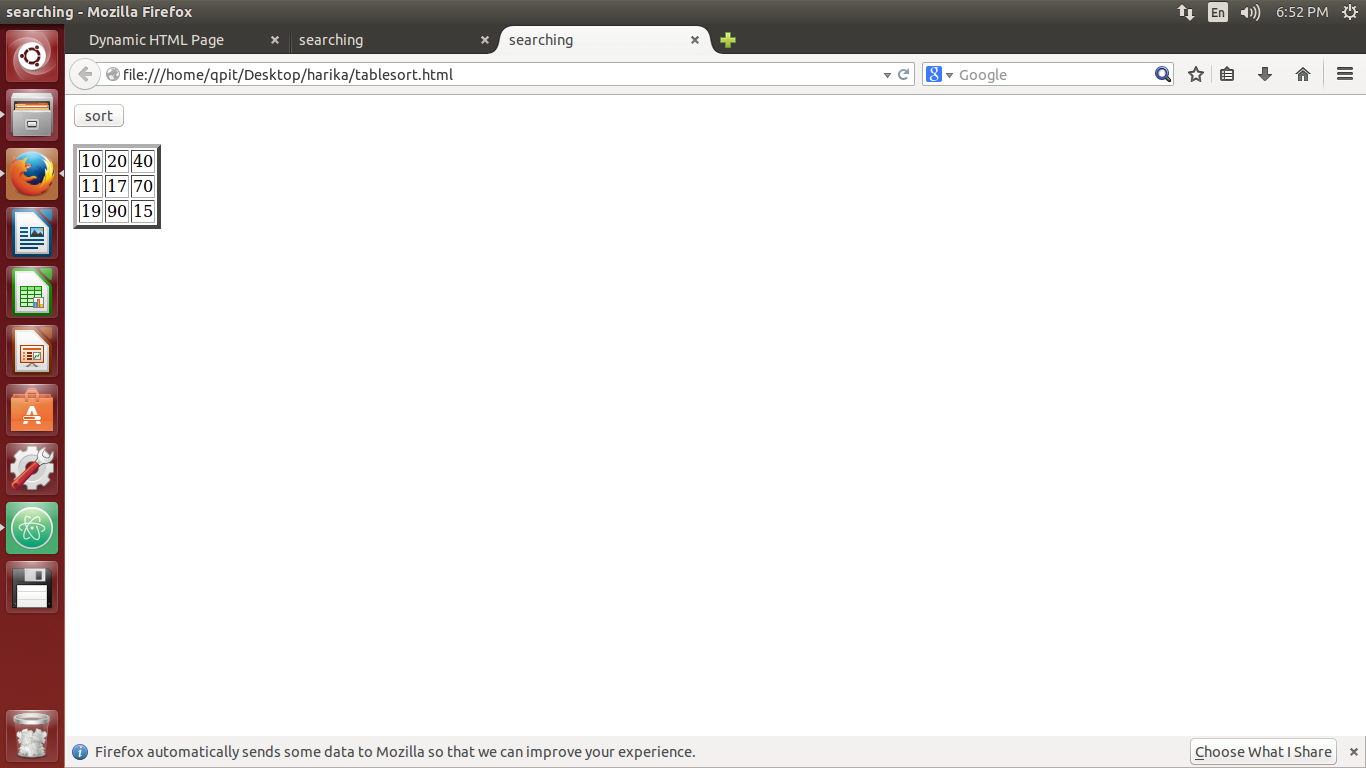 searching - Mozilla Firefox
En
6:52 PM
Dynamic HTML Page
searching
searching
file:///home/qpit/Desktop/harika/tablesort.html
Google
sort
10 20 40
11 17 70
19 90 15
Firefox automatically sends some data to Mozilla so that we can improve your experience.
Choose What I Share